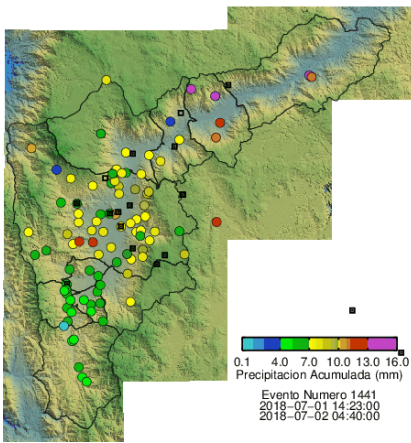 0.1 4.0 7.0 10.0 13.0 16.0
Precipitacion Acumulada (mm)
Evento Numero 1441
2018-07-01 14:23:00
2018-07-02 04:40:00